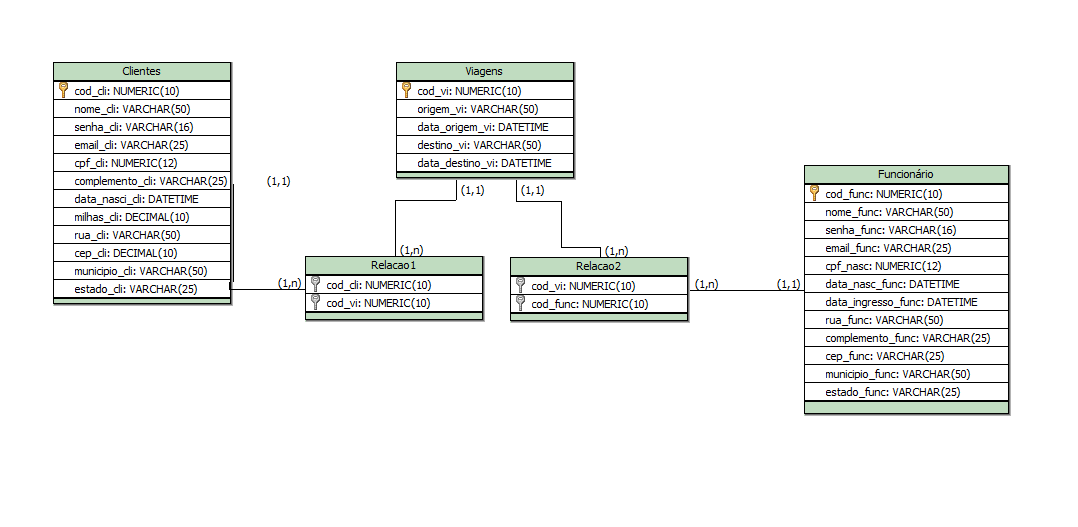 Clientes
cod_cli: NUMERIC(10)
nome_cli: VARCHAR(50)
senha_cli: VARCHAR(16)
email_cli: VARCHAR(25)
cpf_cli: NUMERIC(12)
complemento_cli: VARCHAR(25)
data_nasci_cli: DATETIME
milhas_cli: DECIMAL(10)
rua_cli: VARCHAR(50)
cep_cli: DECIMAL(10)
municipio_cli: VARCHAR(50)
estado_cli: VARCHAR(25)
(1,1)
(1,n)
Viagens
cod_vi: NUMERIC(10)
origem_vi: VARCHAR(50)
data_origem_vi: DATETIME
destino_vi: VARCHAR(50)
data_destino_vi: DATETIME
(1,1)
(1,1)
(1,n)
(1,n)
Relacao1
cod_cli: NUMERIC(10)
cod_vi: NUMERIC(10)
Relacao2
cod_vi: NUMERIC(10)
cod_func: NUMERIC(10)
(1,n)
(1,1)
Funcionário
cod_func: NUMERIC(10)
nome_func: VARCHAR(50)
senha_func: VARCHAR(16)
email_func: VARCHAR(25)
cpf_nasc: NUMERIC(12)
data_nasc_func: DATETIME
data_ingresso_func: DATETIME
rua_func: VARCHAR(50)
complemento_func: VARCHAR(25)
cep_func: VARCHAR(25)
municipio_func: VARCHAR(50)
estado_func: VARCHAR(25)